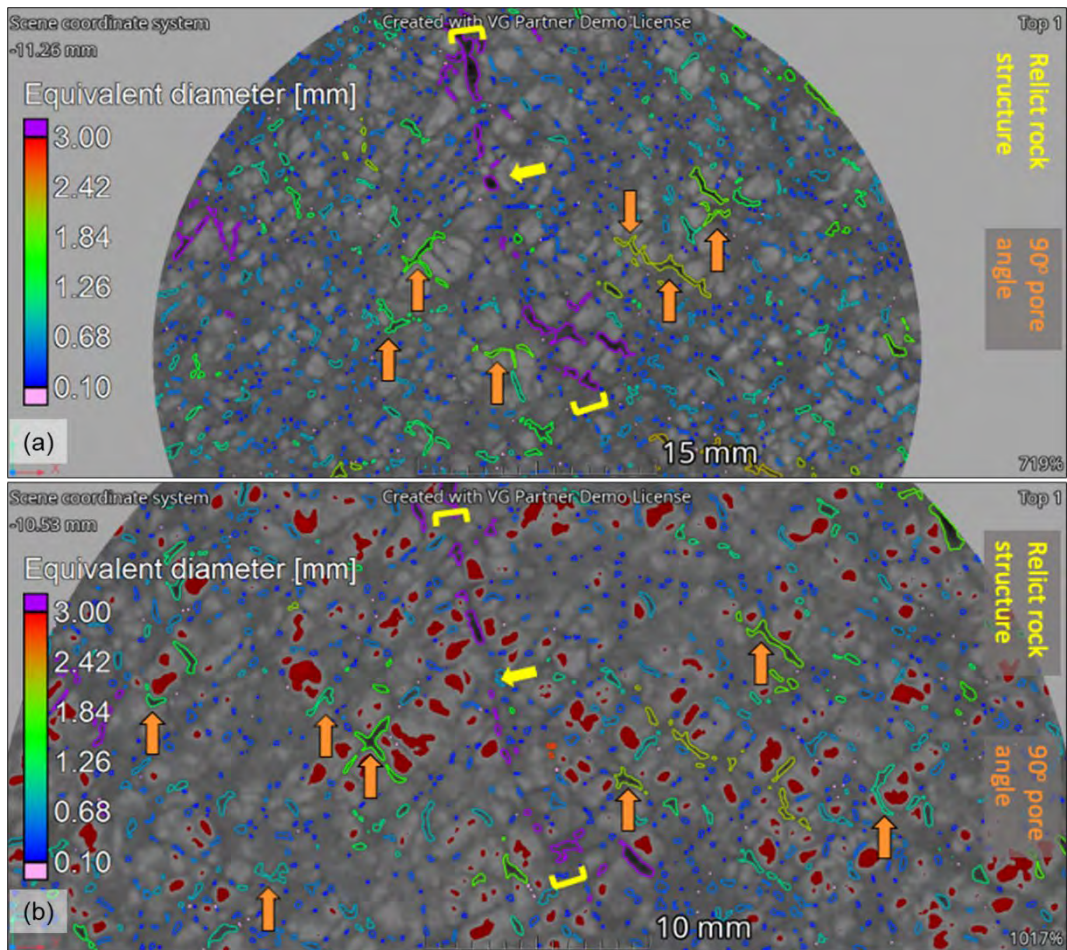 Scene coordinate system
Created with VG Partner Demo License
Top 1
-11.26 mm
Equivalent diameter [mm]
3.00
2.42
1.84
1.26
0.68
0.10
Relict rock
structure
90º pore
angle
(a)
X
15 mm
719%
Scene coordinate system
Created with VG Partner Demo License
Top 1
-10.53 mm
Equivalent diameter [mm]
3.00
2.42
1.84
1.26
0.68
0.10
Relict rock
structure
90º pore
angle
(b)
10 mm
1017%